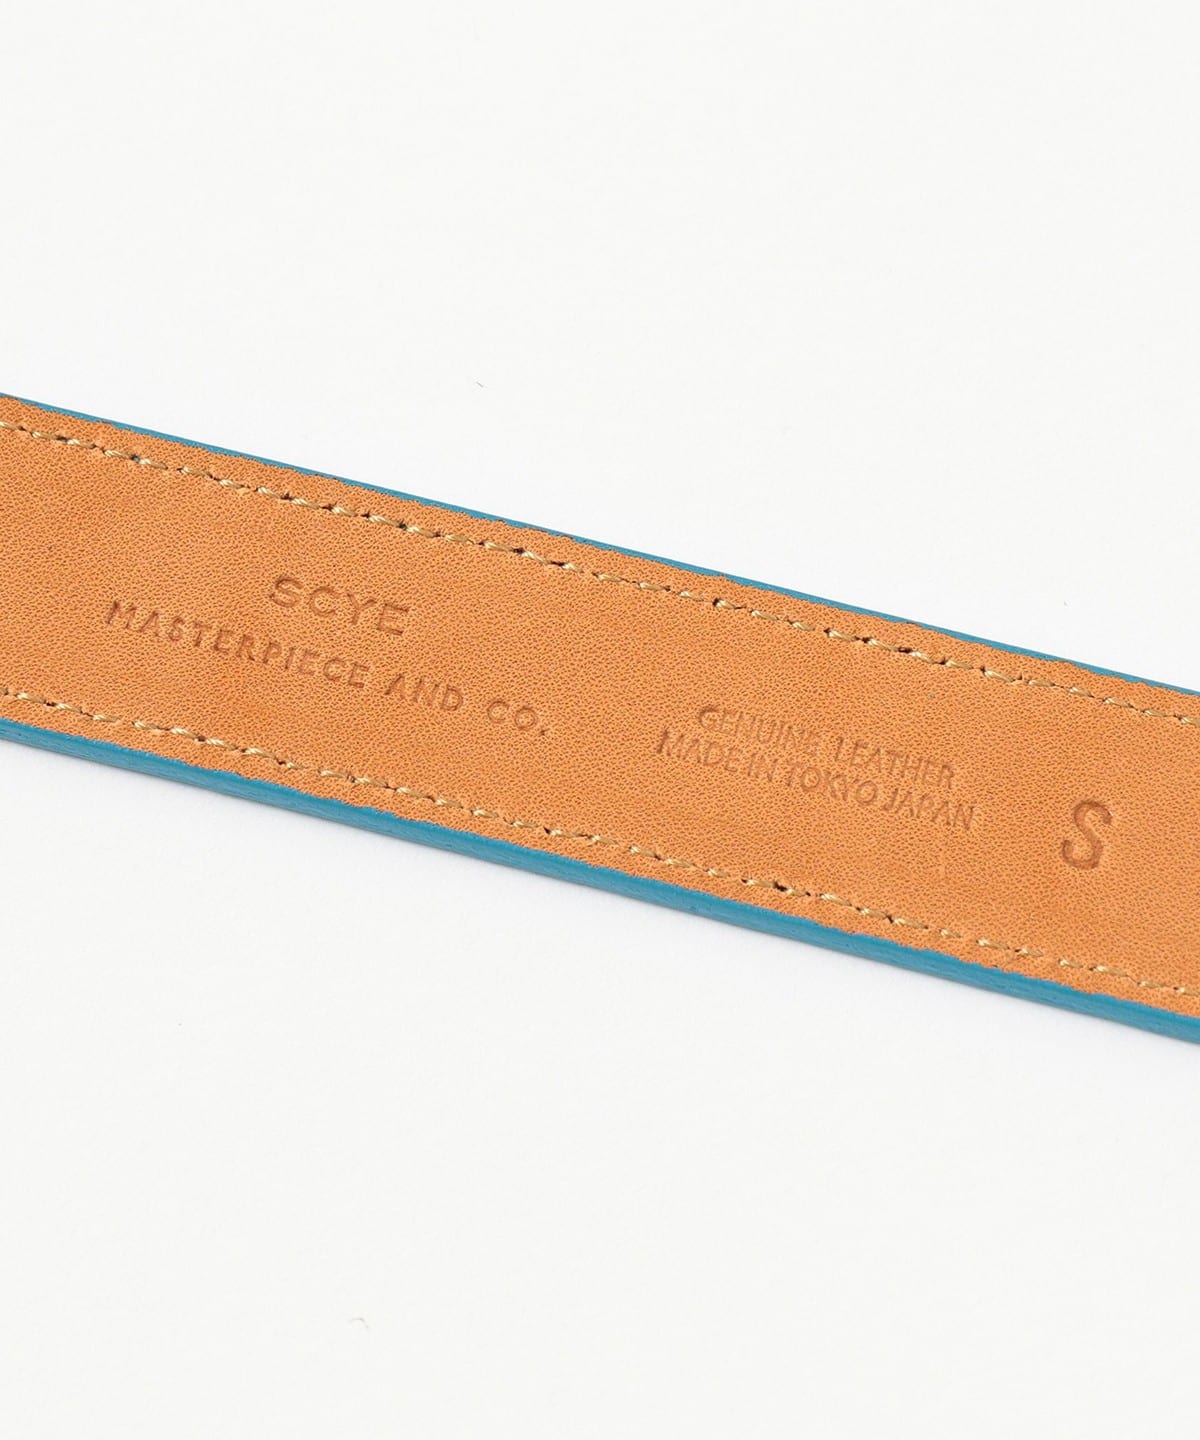 SCYE
MASTERPIECE AND CO.
GENUINE LEATHER
MADE IN TOKYO JAPAN
S